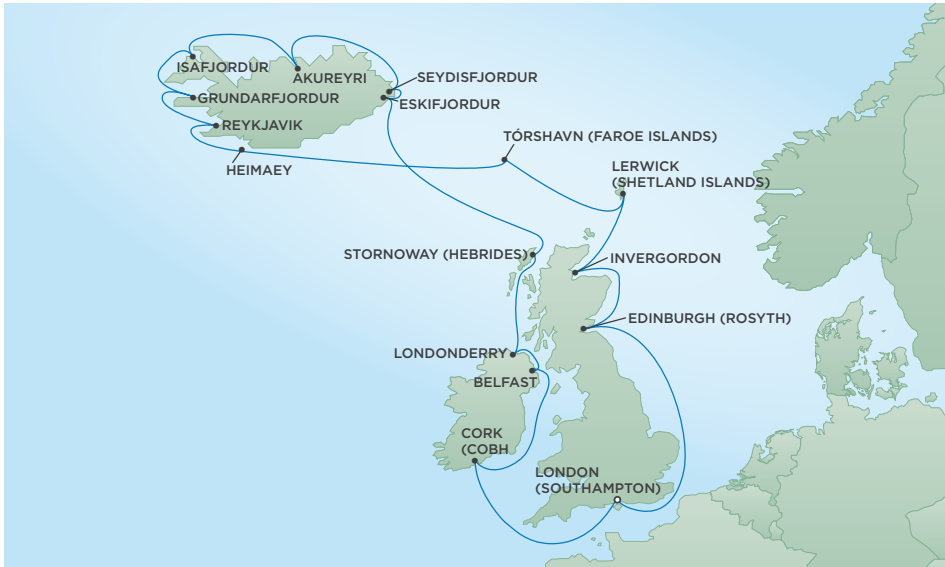 ISAFJORDUR
AKUREYRI
SEYDISFJORDUR
GRUNDARFJORDUR
ESKIFJORDUR
REYKJAVIK
TÓRSHAVN (FAROE ISLANDS)
HEIMAEY
LERWICK
(SHETLAND ISLANDS)
STORNOWAY (HEBRIDES)
INVERGORDON
EDINBURGH (ROSYTH)
LONDONDERRY
BELFAST
CORK
(COBH
LONDON
(SOUTHAMPTON)